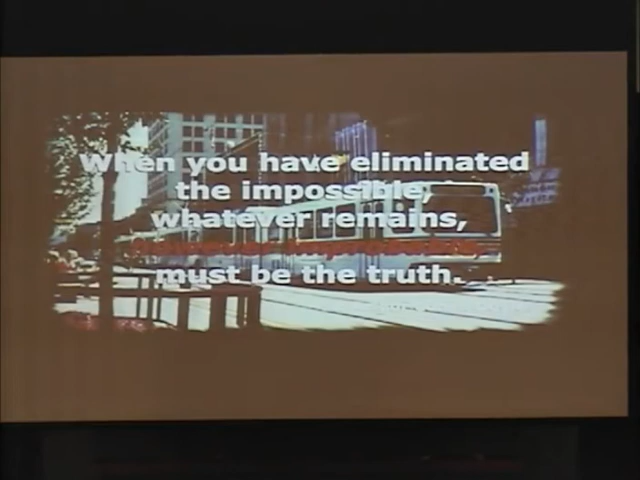 When you have eliminated
the impossible,
whatever remains,
must be the truth.